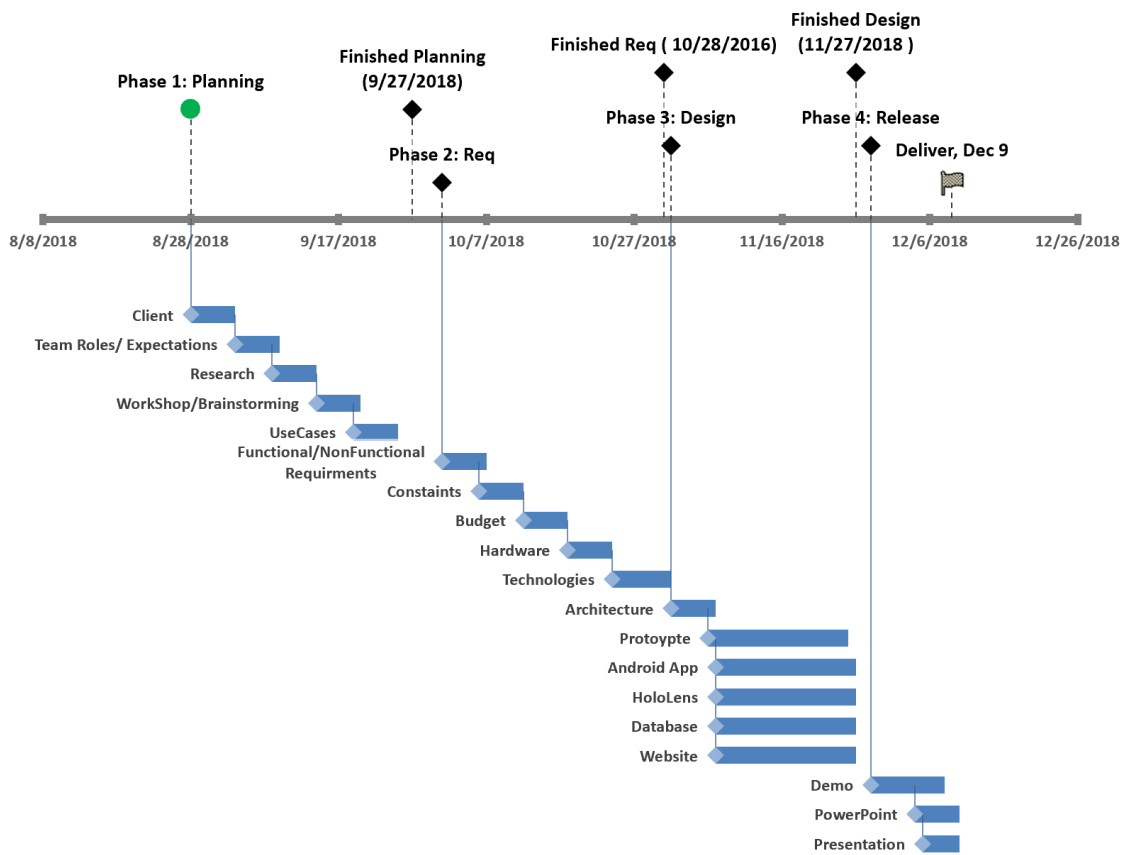 Finished Design
(11/27/2018 )
Finished Req ( 10/28/2016)
Finished Planning
(9/27/2018)
Phase 1: Planning
Phase 3: Design
Phase 4: Release
Deliver, Dec 9
Phase 2: Req
8/8/2018
8/28/2018
9/17/2018
10/7/2018
10/27/2018
11/16/2018
12/6/2018
12/26/2018
Client
Team Roles/ Expectations
Research
WorkShop/Brainstorming
UseCases
Functional/NonFunctional
Requirments
Constaints
Budget
Hardware
Technologies
Architecture
Protoypte
Android App
HoloLens
Database
Website
Demo
PowerPoint
Presentation